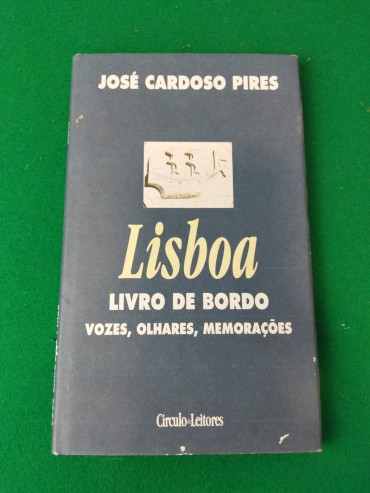 JOSÉ CARDOSO PIRES
Lisboa
LIVRO DE BORDO
VOZES, OLHARES, MEMORAÇÕES
Círculo de Leitores